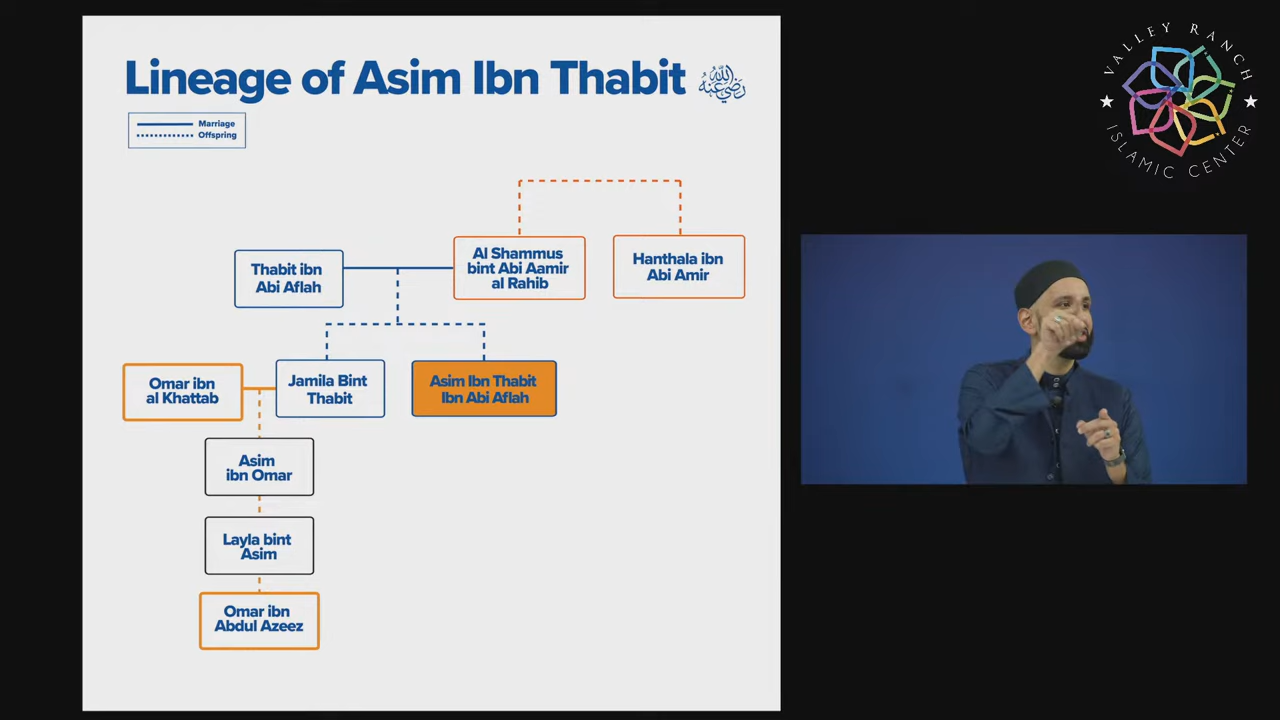 Lineage of Asim Ibn Thabit رضي الله عنه
Marriage
Offspring
Thabit ibn
Abi Aflah
Al Shammus
bint Abi Aamir
al Rahib
Hanthala ibn
Abi Amir
Omar ibn
al Khattab
Jamila Bint
Thabit
Asim Ibn Thabit
Ibn Abi Aflah
Asim
ibn Omar
Layla bint
Asim
Omar ibn
Abdul Azeez
VALLEY RANCH
ISLAMIC CENTER